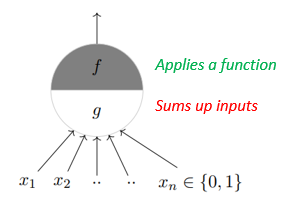 f
Applies a function
g
Sums up inputs
x₁ x₂ .. .. xₙ ∈ {0, 1}